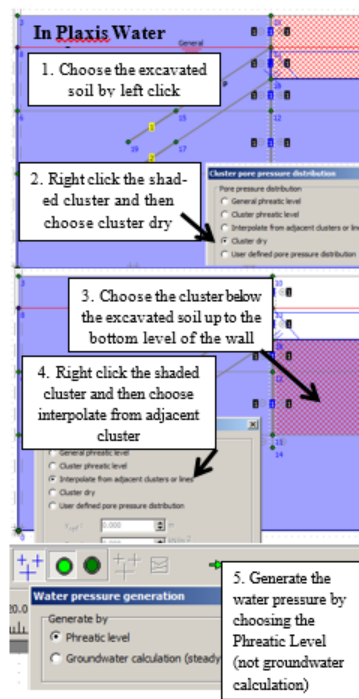 In Plaxis Water
General
1. Choose the excavated
soil by left click
15
12
19
17
2. Right click the shad-
ed cluster and then
choose cluster dry
Cluster pore pressure distribution
Pore pressure distribution
General phreatic level
Cluster phreatic level
Interpolate from adjacent clusters or lines
Cluster dry
User defined pore pressure distribution
3. Choose the cluster below
the excavated soil up to the
bottom level of the wall
12
14
4. Right click the shaded
cluster and then choose
interpolate from adjacent
cluster
General phreatic level
Cluster phreatic level
Interpolate from adjacent clusters or lines
Cluster dry
User defined pore pressure distribution
0.000
Water pressure generation
Generate by
Phreatic level
Groundwater calculation (steady
5. Generate the
water pressure by
choosing the
Phreatic Level
(not groundwater
calculation)